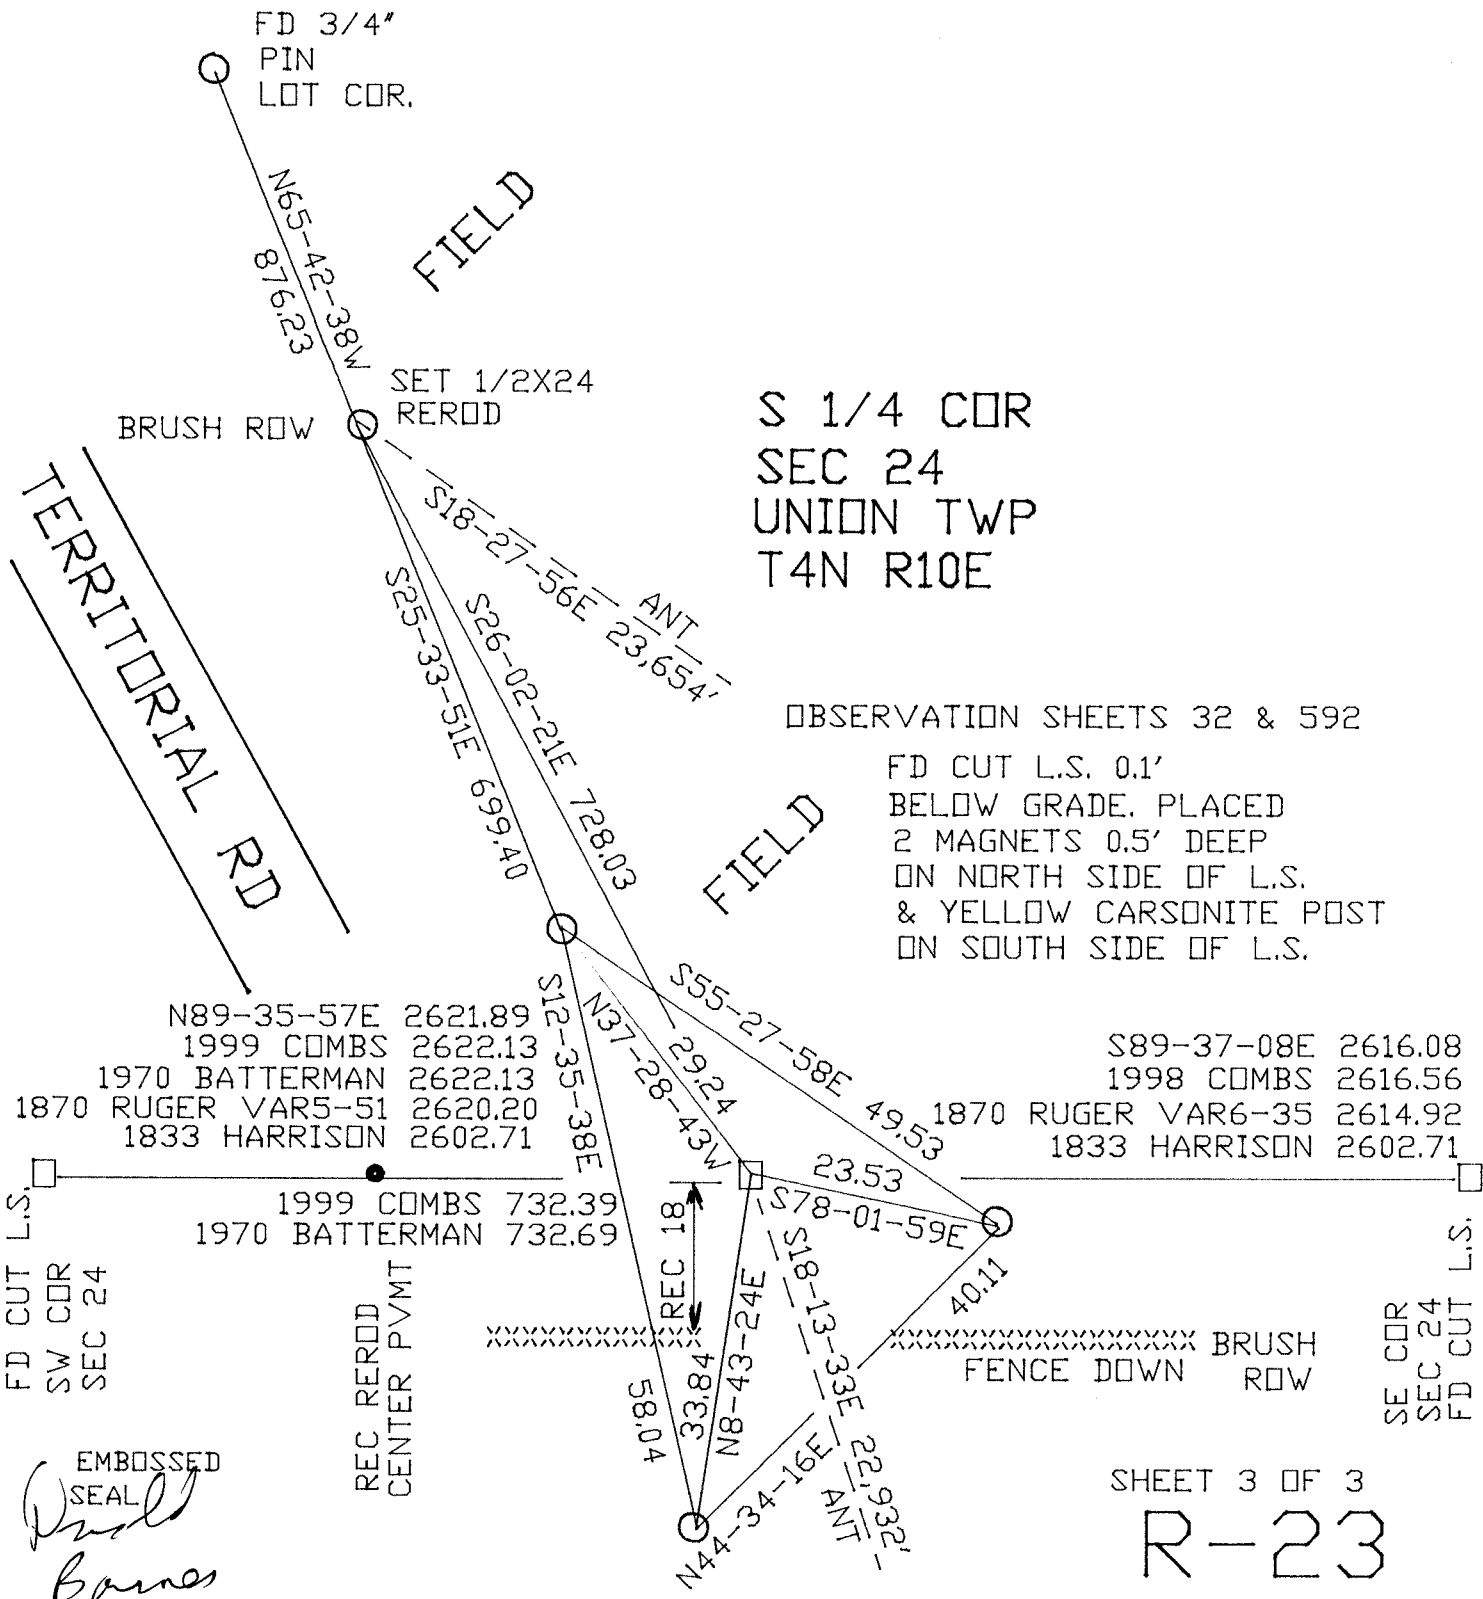 FD 3/4"
PIN
LOT COR.
N65-42-38W
876.23
FIELD
SET 1/2X24
REROD
BRUSH ROW
S 1/4 COR
SEC 24
UNION TWP
T4N R10E
TERRITORIAL RD
S18-27-56E 23,654'
ANT
S25-33-51E 699.40
S26-02-21E 728.03
OBSERVATION SHEETS 32 & 592
FD CUT L.S. 0.1'
BELOW GRADE. PLACED
2 MAGNETS 0.5' DEEP
ON NORTH SIDE OF L.S.
& YELLOW CARSONITE POST
ON SOUTH SIDE OF L.S.
FIELD
N89-35-57E 2621.89
1999 COMBS 2622.13
1970 BATTERMAN 2622.13
1870 RUGER VAR5-51 2620.20
1833 HARRISON 2602.71
S12-35-38E
58.04
N37-28-43W
29.24
S55-27-58E 49.53
S89-37-08E 2616.08
1998 COMBS 2616.56
1870 RUGER VAR6-35 2614.92
1833 HARRISON 2602.71
23.53
S78-01-59E
1999 COMBS 732.39
1970 BATTERMAN 732.69
FD CUT L.S.
SW COR
SEC 24
REC REROD
CENTER PVMT
REC 18
33.84
N8-43-24E
S18-13-33E 22,932'
ANT
40.11
N44-34-16E
FENCE DOWN
BRUSH
ROW
SE COR
SEC 24
FD CUT L.S.
EMBOSSED
SEAL
Donald
Barnes
SHEET 3 OF 3
R-23